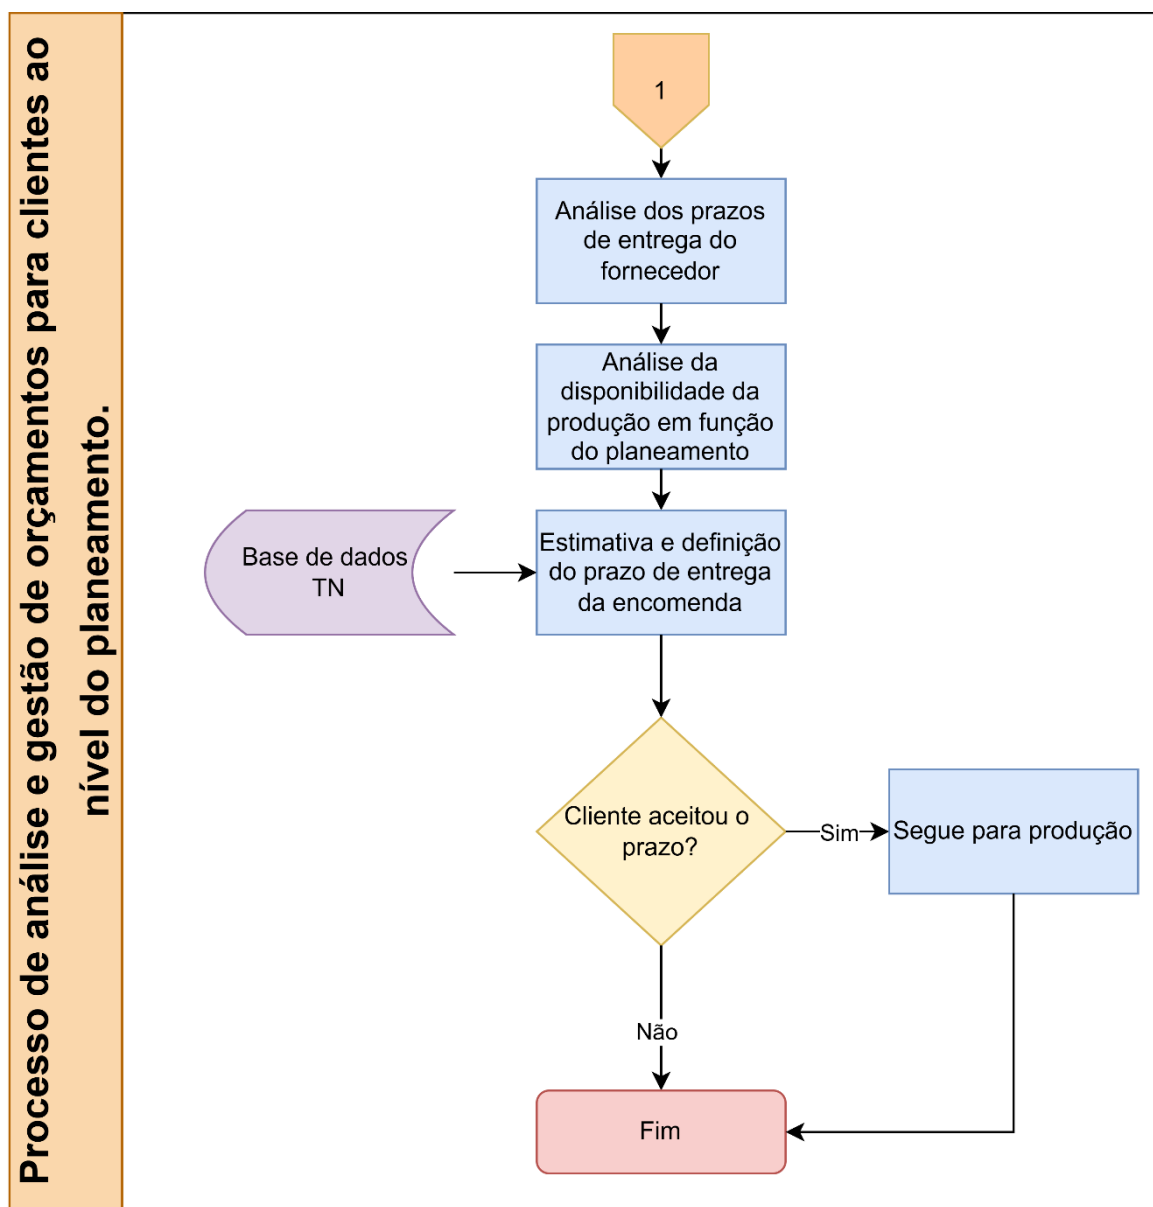 Processo de análise e gestão de orçamentos para clientes ao
nível do planeamento.
1
Análise dos prazos
de entrega do
fornecedor
Análise da
disponibilidade da
produção em função
do planeamento
Base de dados
TN
Estimativa e definição
do prazo de entrega
da encomenda
Cliente aceitou o
prazo?
Sim
Segue para produção
Não
Fim